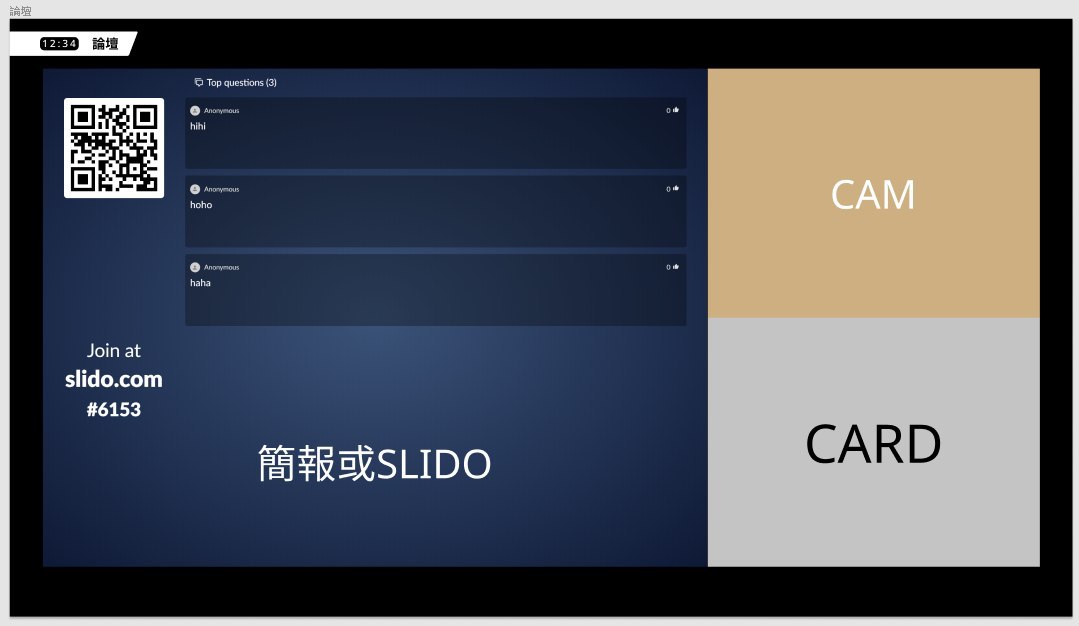 論壇
12:34 論壇
Top questions (3)
Anonymous
0
hihi
Anonymous
0
hoho
Anonymous
0
haha
Join at
slido.com
#6153
簡報或SLIDO
CAM
CARD